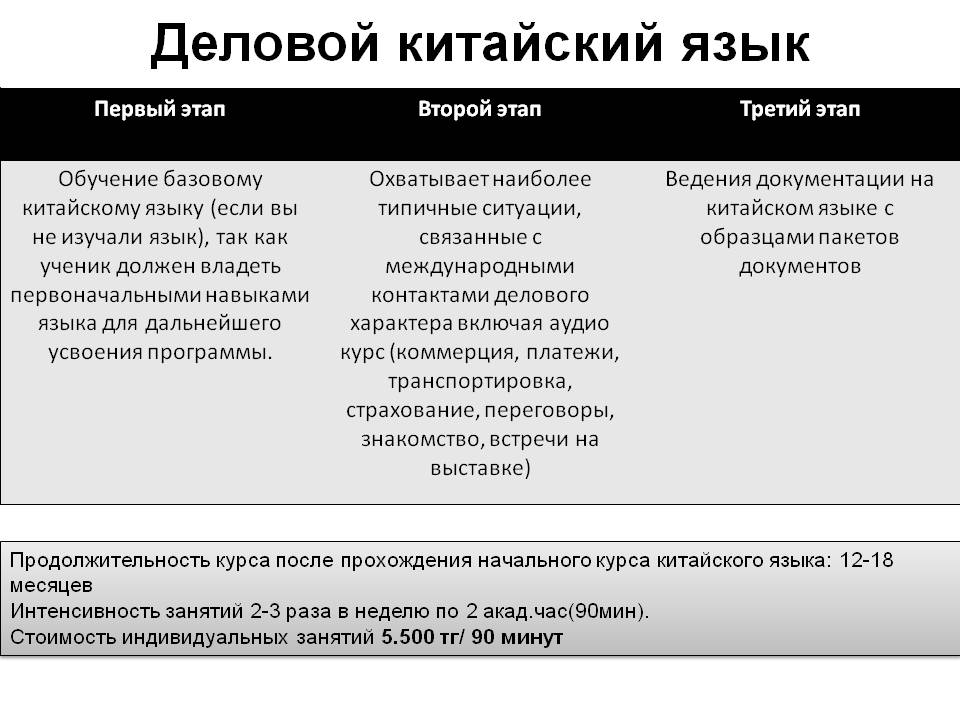 Деловой китайский язык
Первый этап
Второй этап
Третий этап
Обучение базовому
китайскому языку (если вы
не изучали язык), так как
ученик должен владеть
первоначальными навыками
языка для дальнейшего
усвоения программы.
Охватывает наиболее
типичные ситуации,
связанные с
международными
контактами делового
характера включая аудио
курс (коммерция, платежи,
транспортировка,
страхование, переговоры,
знакомство, встречи на
выставке)
Ведения документации на
китайском языке с
образцами пакетов
документов
Продолжительность курса после прохождения начального курса китайского языка: 12-18
месяцев
Интенсивность занятий 2-3 раза в неделю по 2 акад.час(90мин).
Стоимость индивидуальных занятий 5.500 тг/ 90 минут